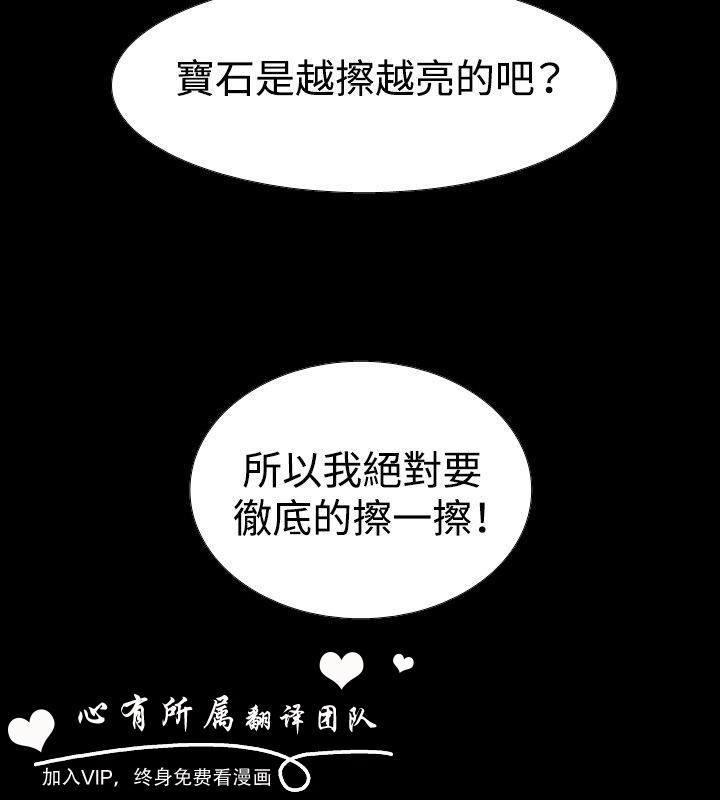 寶石是越擦越亮的吧？
所以我絕對要
徹底的擦一擦！
心有所属翻译团队
加入VIP，终身免费看漫画